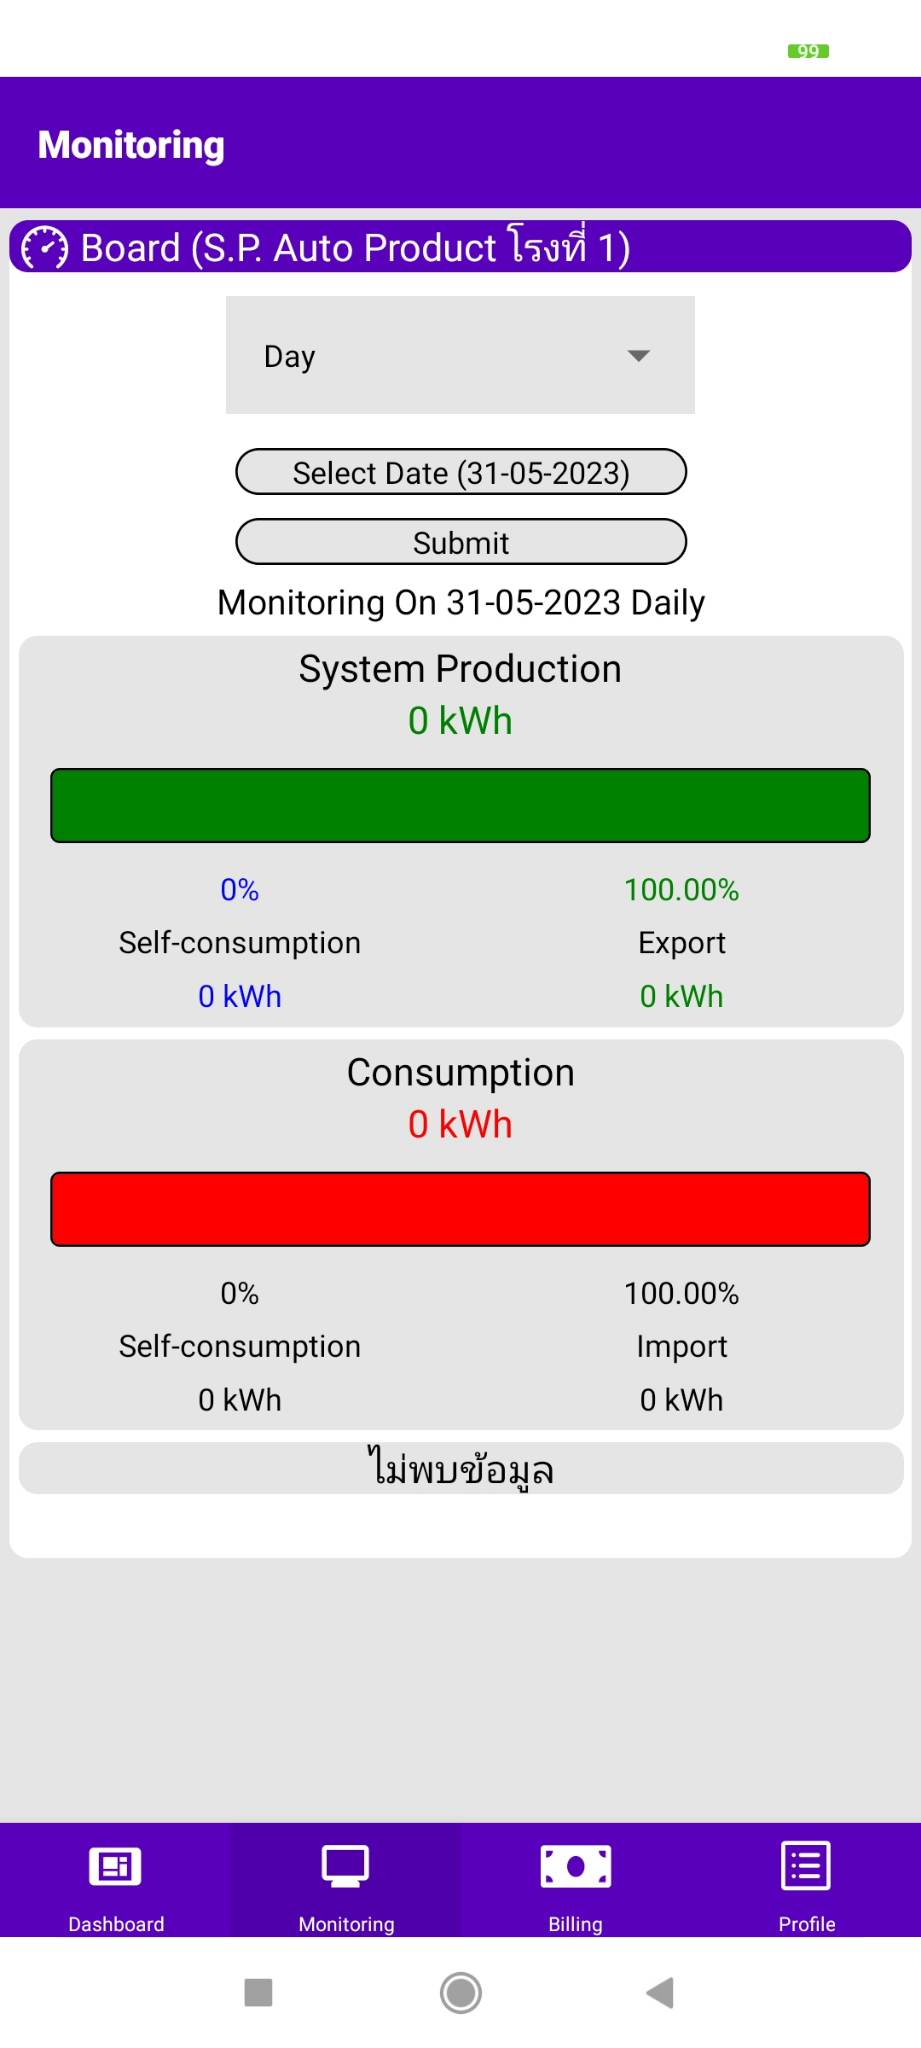 99
Monitoring
Board (S.P. Auto Product โรงที่ 1)
Day
Select Date (31-05-2023)
Submit
Monitoring On 31-05-2023 Daily
System Production
0 kWh
0% 100.00%
Self-consumption Export
0 kWh 0 kWh
Consumption
0 kWh
0% 100.00%
Self-consumption Import
0 kWh 0 kWh
ไม่พบข้อมูล
Dashboard Monitoring Billing Profile